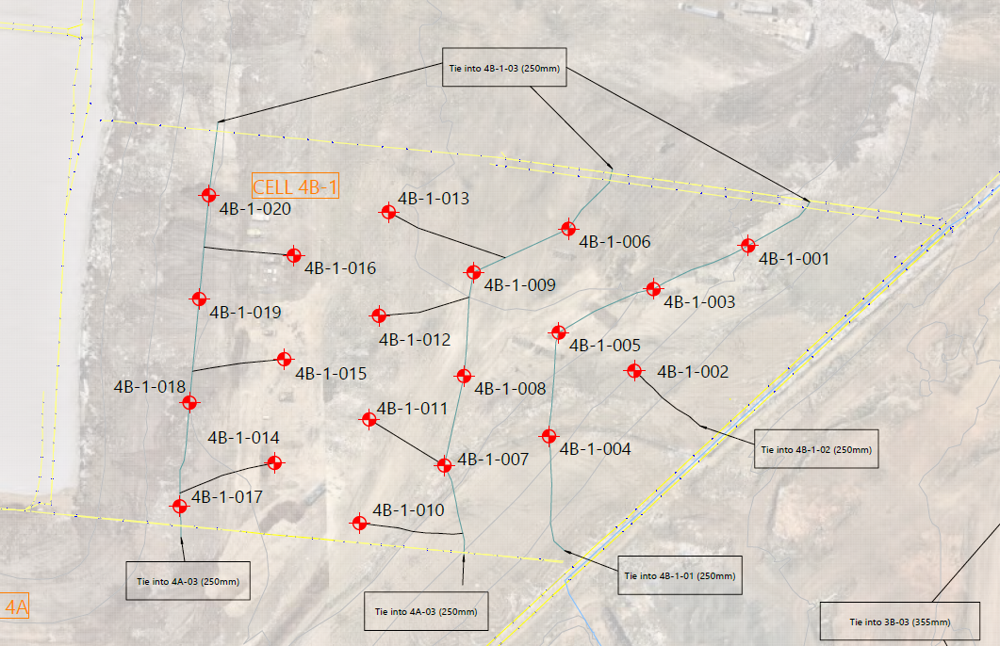 Tie into 4B-1-03 (250mm)
CELL 4B-1
4B-1-013
4B-1-020
4B-1-006
4B-1-001
4B-1-016
4B-1-009
4B-1-003
4B-1-019
4B-1-012
4B-1-005
4B-1-015
4B-1-002
4B-1-018
4B-1-008
4B-1-011
4B-1-014
4B-1-004
Tie into 4B-1-02 (250mm)
4B-1-007
4B-1-017
4B-1-010
Tie into 4A-03 (250mm)
Tie into 4B-1-01 (250mm)
4A
Tie into 4A-03 (250mm)
Tie into 3B-03 (355mm)